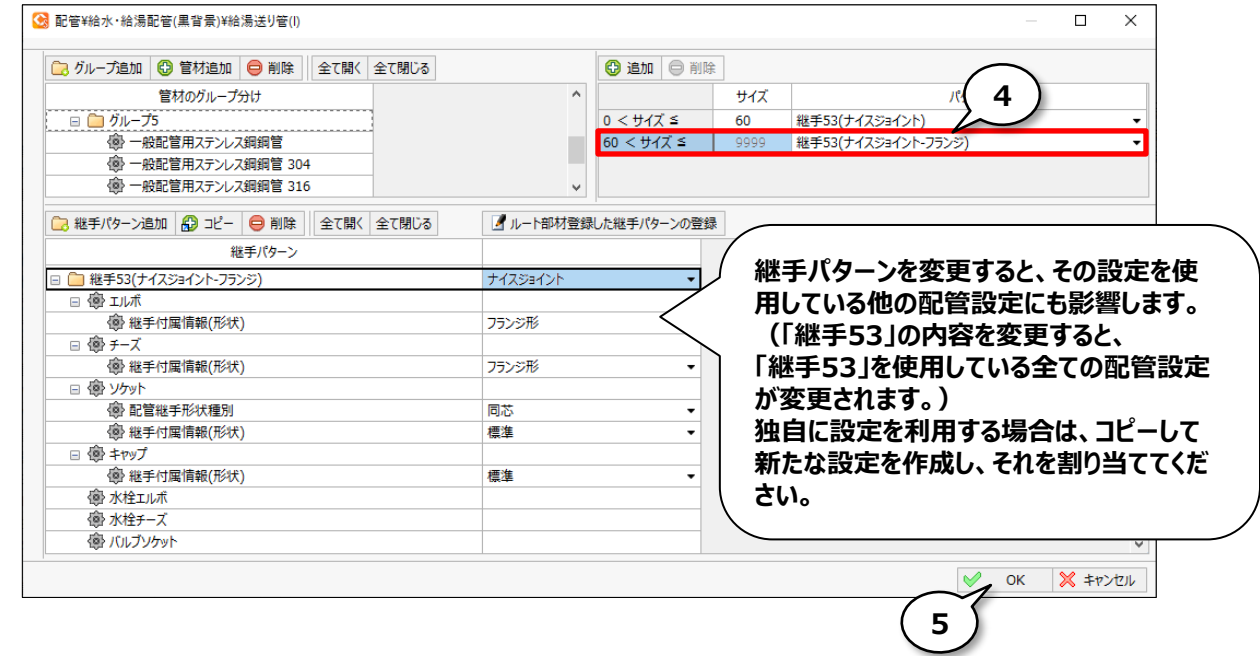 配管¥給水・給湯配管(黒背景)¥給湯送り管(I)
グループ追加 管材追加 削除 全て開く 全て閉じる
追加 削除
管材のグループ分け
サイズ
4
グループ5
0 < サイズ ≦ 60 継手53(ナイスジョイント)
一般配管用ステンレス鋼鋼管
60 < サイズ ≦ 9999 継手53(ナイスジョイント-フランジ)
一般配管用ステンレス鋼鋼管 304
一般配管用ステンレス鋼鋼管 316
継手パターン追加 コピー 削除 全て開く 全て閉じる ルート部材登録した継手パターンの登録
継手パターン
継手53(ナイスジョイント-フランジ) ナイスジョイント
エルボ
継手付属情報(形状) フランジ形
チーズ
継手付属情報(形状) フランジ形
ソケット
配管継手形状種別 同芯
継手付属情報(形状) 標準
キャップ
継手付属情報(形状) 標準
水栓エルボ
水栓チーズ
バルブソケット
継手パターンを変更すると、その設定を使
用している他の配管設定にも影響します。
(「継手53」の内容を変更すると、
「継手53」を使用している全ての配管設定
が変更されます。)
独自に設定を利用する場合は、コピーして
新たな設定を作成し、それを割り当ててくだ
さい。
OK キャンセル
5